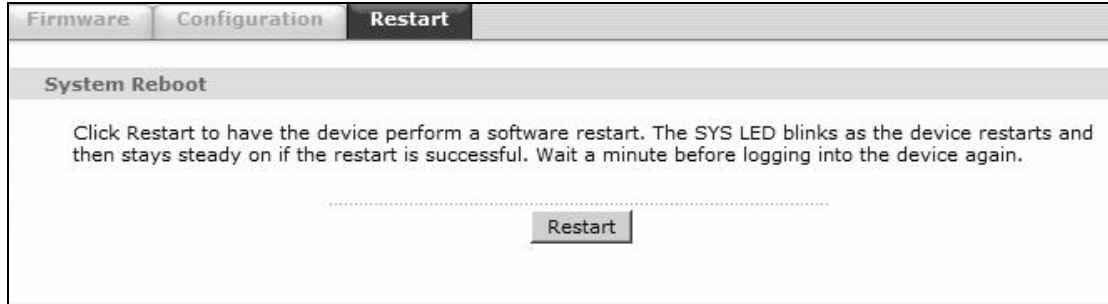 Firmware Configuration Restart
System Reboot
Click Restart to have the device perform a software restart. The SYS LED blinks as the device restarts and
then stays steady on if the restart is successful. Wait a minute before logging into the device again.
Restart